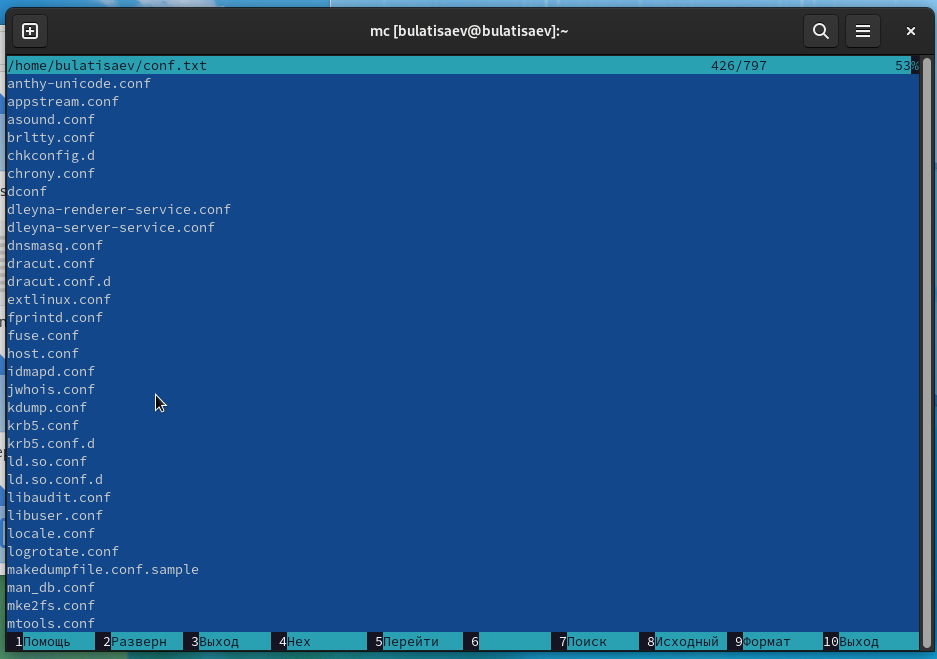 mc [bulatisaev@bulatisaev]:~
/home/bulatisaev/conf.txt 426/797 53%
anthy-unicode.conf
appstream.conf
asound.conf
brltty.conf
chkconfig.d
chrony.conf
dconf
dleyna-renderer-service.conf
dleyna-server-service.conf
dnsmasq.conf
dracut.conf
dracut.conf.d
extlinux.conf
fprintd.conf
fuse.conf
host.conf
idmapd.conf
jwhois.conf
kdump.conf
krb5.conf
krb5.conf.d
ld.so.conf
ld.so.conf.d
libaudit.conf
libuser.conf
locale.conf
logrotate.conf
makedumpfile.conf.sample
man_db.conf
mke2fs.conf
mtools.conf
1Помощь 2Разверн 3Выход 4Hex 5Перейти 6 7Поиск 8Исходный 9Формат 10Выход